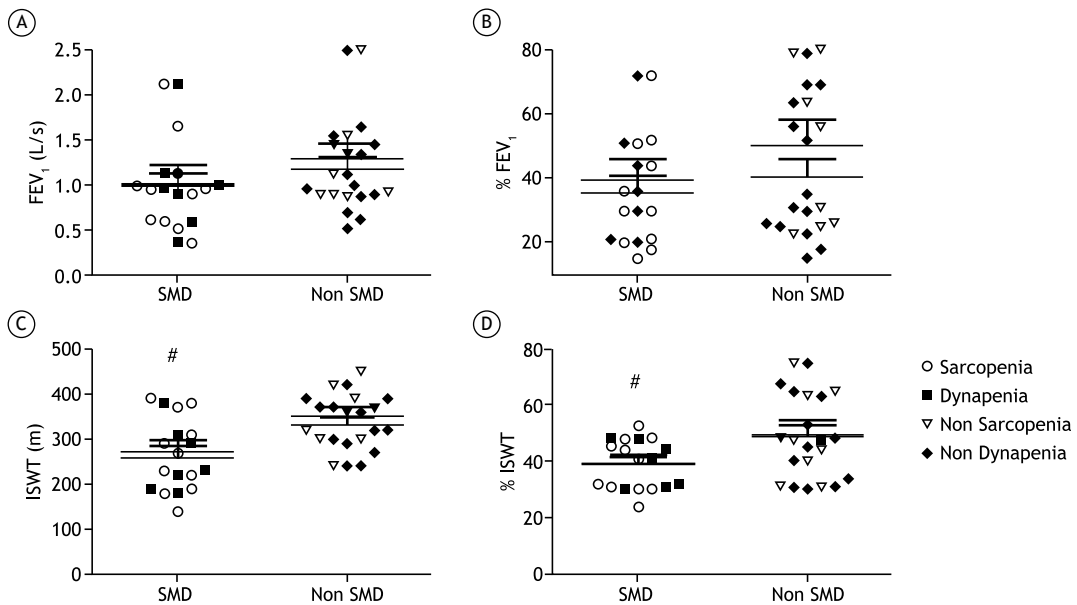 A
FEV1 (L/s)
2.5
2.0
1.5
1.0
0.5
0.0
SMD
Non SMD
B
% FEV1
80
60
40
20
SMD
Non SMD
C
ISWT (m)
500
400
300
200
100
0
#
SMD
Non SMD
D
% ISWT
80
60
40
20
0
#
SMD
Non SMD
Sarcopenia
Dynapenia
Non Sarcopenia
Non Dynapenia